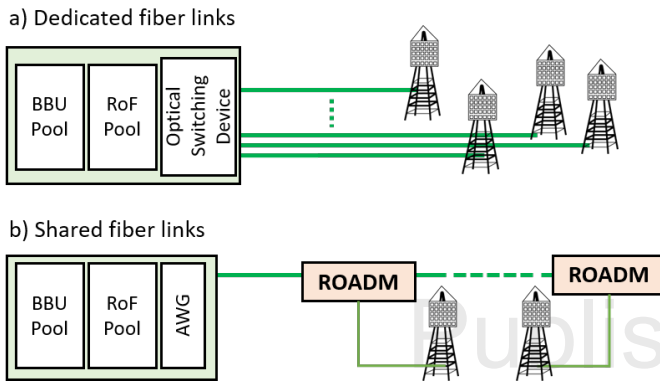 a) Dedicated fiber links
BBU
Pool
RoF
Pool
Optical
Switching
Device
b) Shared fiber links
BBU
Pool
RoF
Pool
AWG
ROADM
ROADM
Publis